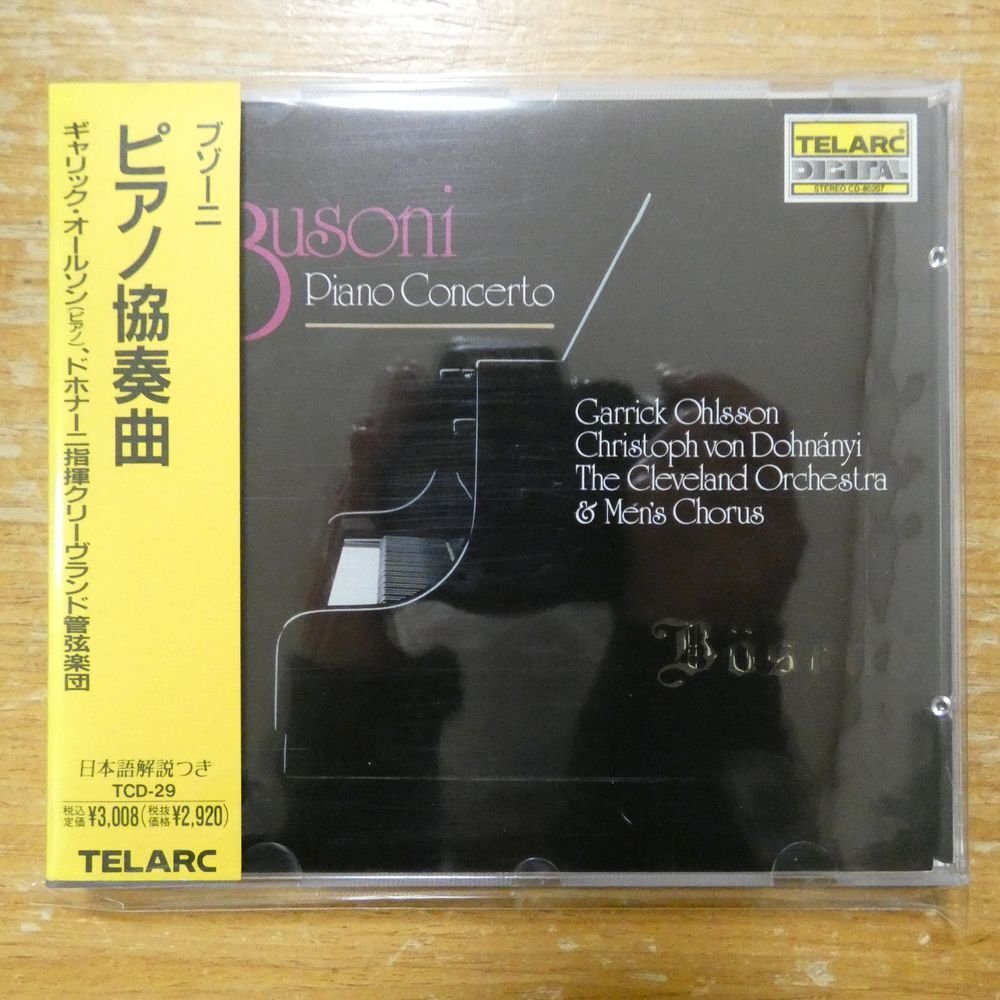 ブゾーニ
ピアノ協奏曲
ギャリック・オールソン(ピアノ)、ドホナーニ指揮クリーヴランド管弦楽団
日本語解説つき
TCD-29
税込定価¥3,008(税抜価格¥2,920)
TELARC
TELARC®
DIGITAL
STEREO CD 80207
Busoni
Piano Concerto
Garrick Ohlsson
Christoph von Dohnányi
The Cleveland Orchestra
& Men's Chorus
Böse